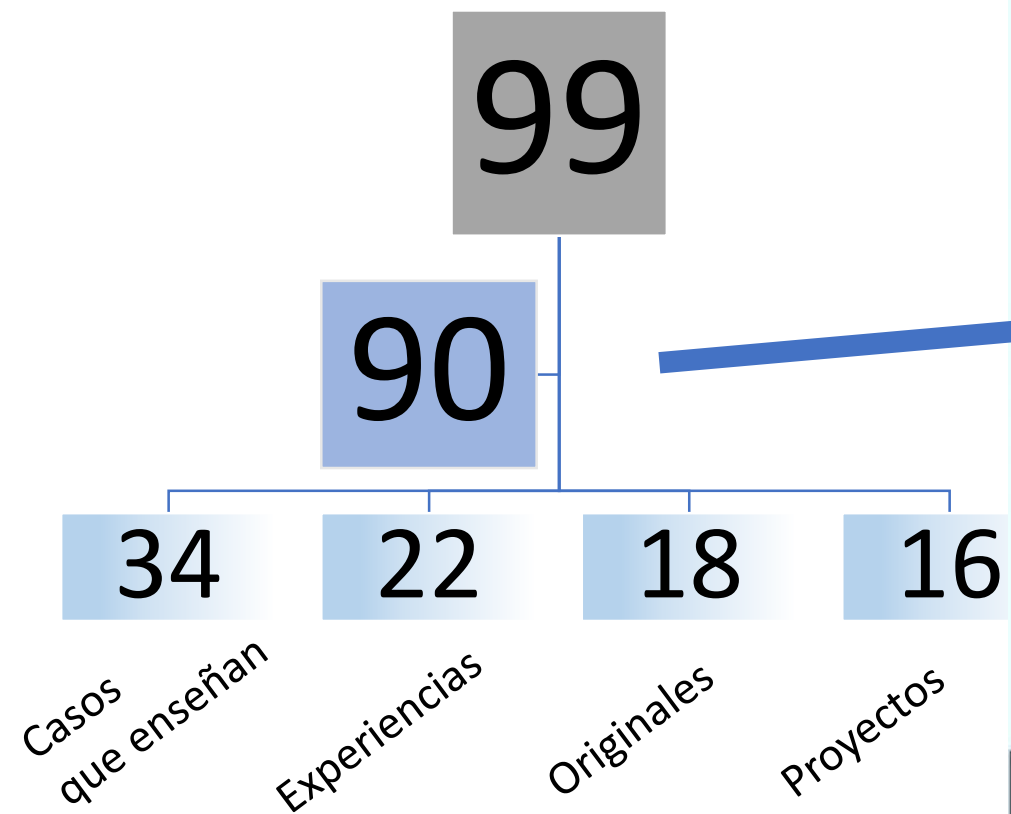 99
90
34
22
18
16
Casos
que enseñan
Experiencias
Originales
Proyectos